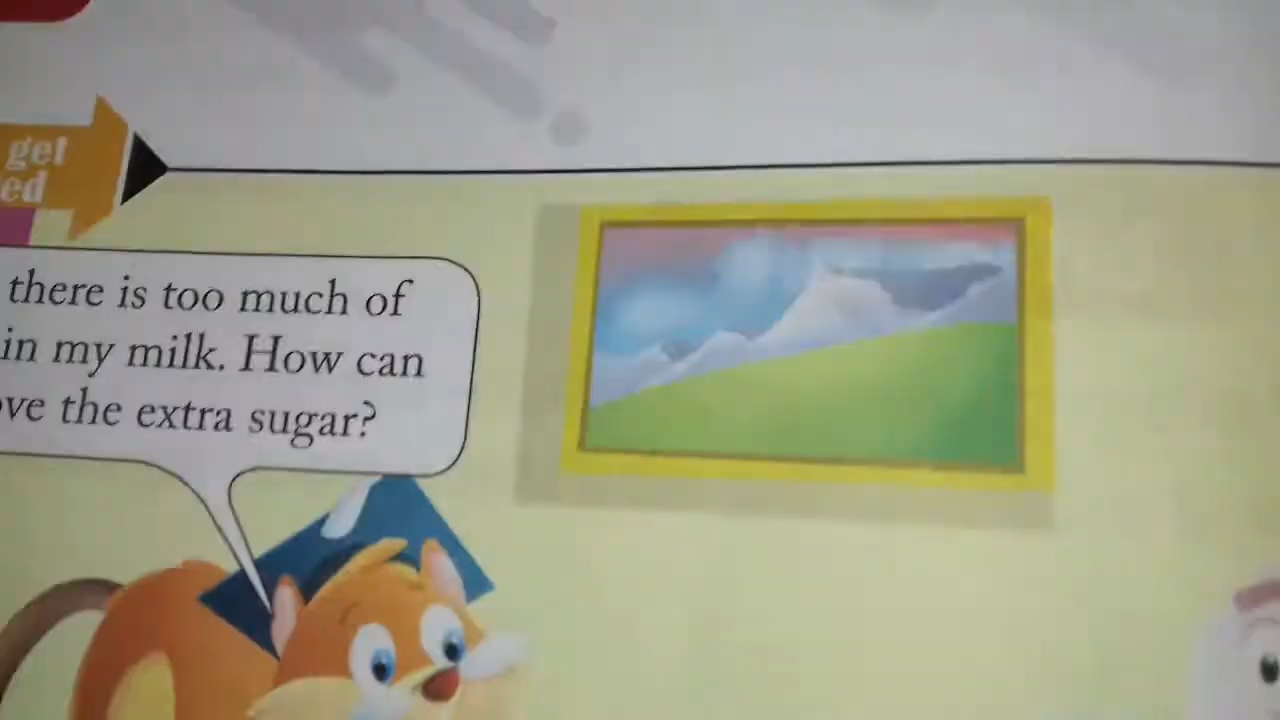 get
ed
there is too much of
in my milk. How can
ve the extra sugar?